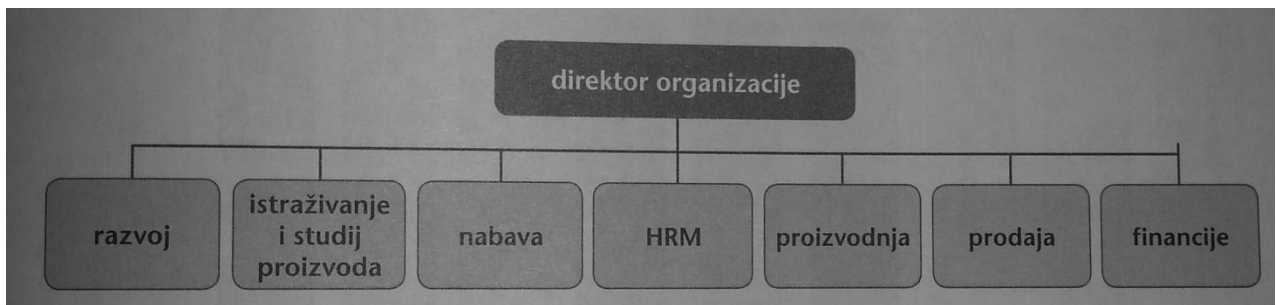 direktor organizacije
razvoj
istraživanje
i studij
proizvoda
nabava
HRM
proizvodnja
prodaja
financije